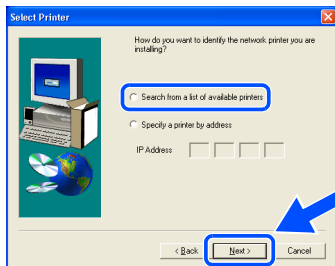 Select Printer
How do you want to identify the network printer you are
installing?
Search from a list of available printers
Specify a printer by address
IP Address
< Back
Next >
Cancel